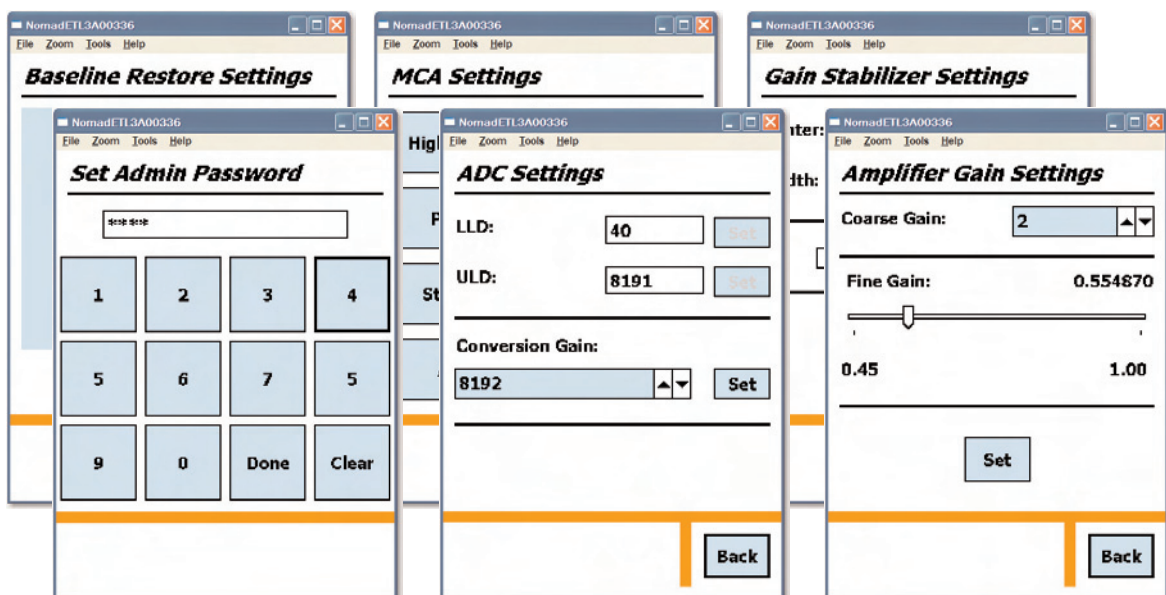 NomadETL3A00336
File Zoom Tools Help
Baseline Restore Settings
NomadETL3A00336
File Zoom Tools Help
MCA Settings
NomadETL3A00336
File Zoom Tools Help
Gain Stabilizer Settings
NomadETL3A00336
File Zoom Tools Help
Set Admin Password
******
1 2 3 4
5 6 7 5
9 0 Done Clear
NomadETL3A00336
File Zoom Tools Help
ADC Settings
LLD: 40 Set
ULD: 8191 Set
Conversion Gain:
8192 Set
Back
NomadETL3A00336
File Zoom Tools Help
Amplifier Gain Settings
Coarse Gain: 2
Fine Gain: 0.554870
0.45 1.00
Set
Back